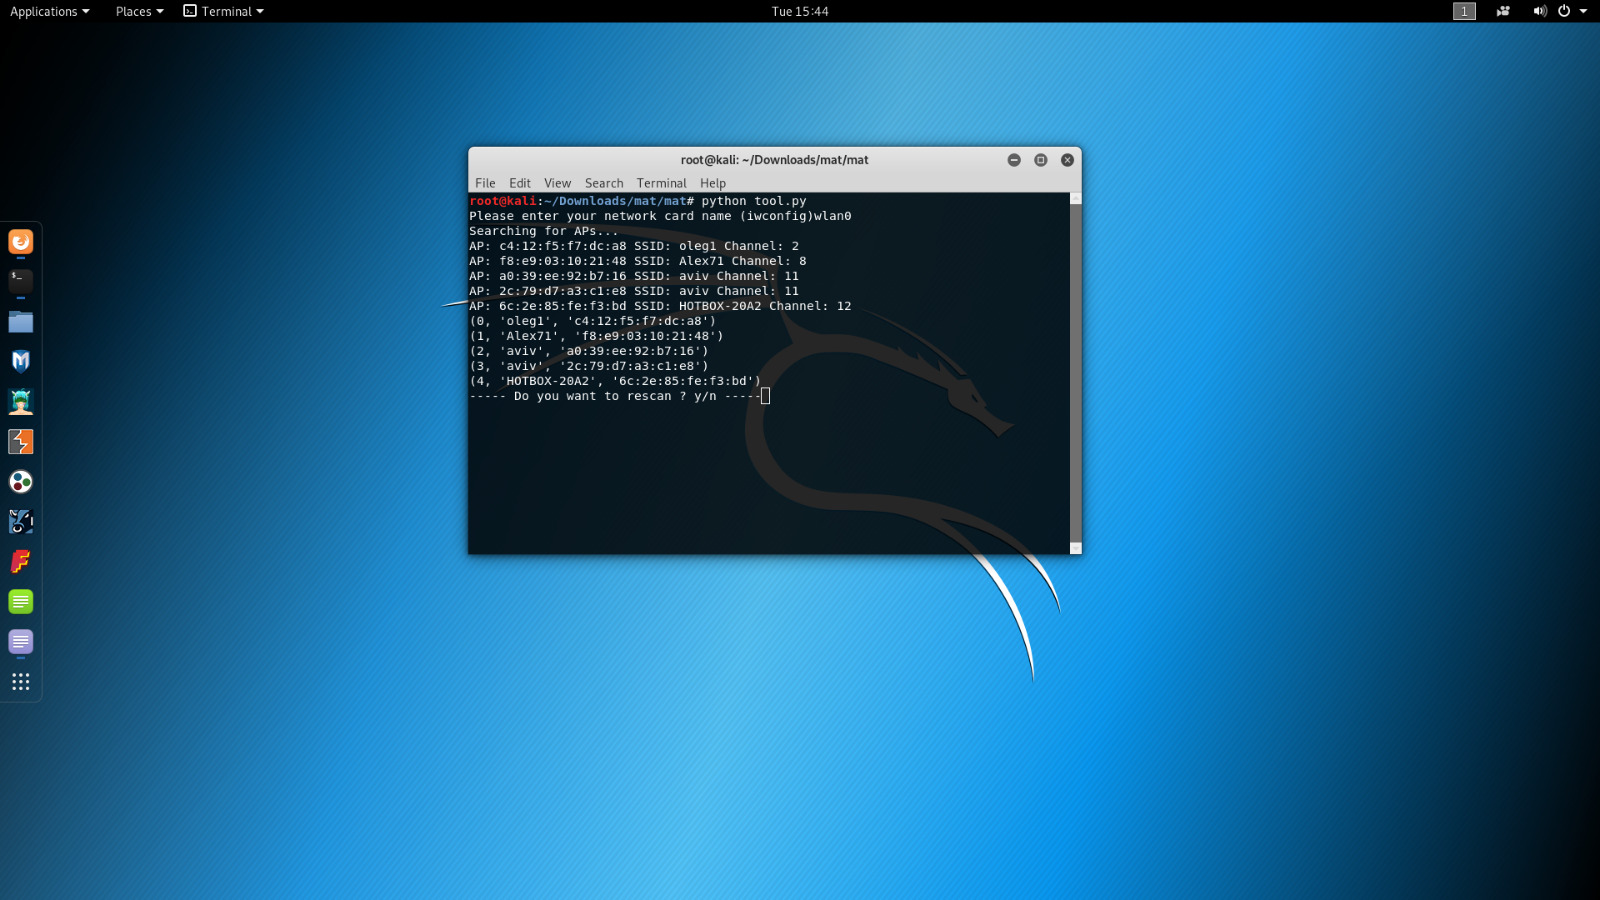 Applications Places Terminal Tue 15:44 1
root@kali: ~/Downloads/mat/mat
File Edit View Search Terminal Help
root@kali:~/Downloads/mat/mat# python tool.py
Please enter your network card name (iwconfig)wlan0
Searching for APs...
AP: c4:12:f5:f7:dc:a8 SSID: oleg1 Channel: 2
AP: f8:e9:03:10:21:48 SSID: Alex71 Channel: 8
AP: a0:39:ee:92:b7:16 SSID: aviv Channel: 11
AP: 2c:79:d7:a3:c1:e8 SSID: aviv Channel: 11
AP: 6c:2e:85:fe:f3:bd SSID: HOTBOX-20A2 Channel: 12
(0, 'oleg1', 'c4:12:f5:f7:dc:a8')
(1, 'Alex71', 'f8:e9:03:10:21:48')
(2, 'aviv', 'a0:39:ee:92:b7:16')
(3, 'aviv', '2c:79:d7:a3:c1:e8')
(4, 'HOTBOX-20A2', '6c:2e:85:fe:f3:bd')
----- Do you want to rescan ? y/n -----